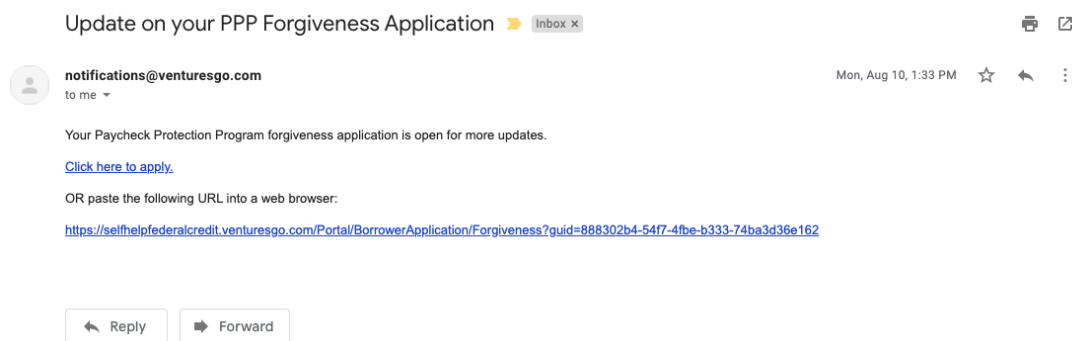 Update on your PPP Forgiveness Application Inbox ×
notifications@venturesgo.com Mon, Aug 10, 1:33 PM
to me
Your Paycheck Protection Program forgiveness application is open for more updates.
Click here to apply.
OR paste the following URL into a web browser:
https://selfhelpfederalcredit.venturesgo.com/Portal/BorrowerApplication/Forgiveness?guid=888302b4-54f7-4fbe-b333-74ba3d36e162
Reply Forward